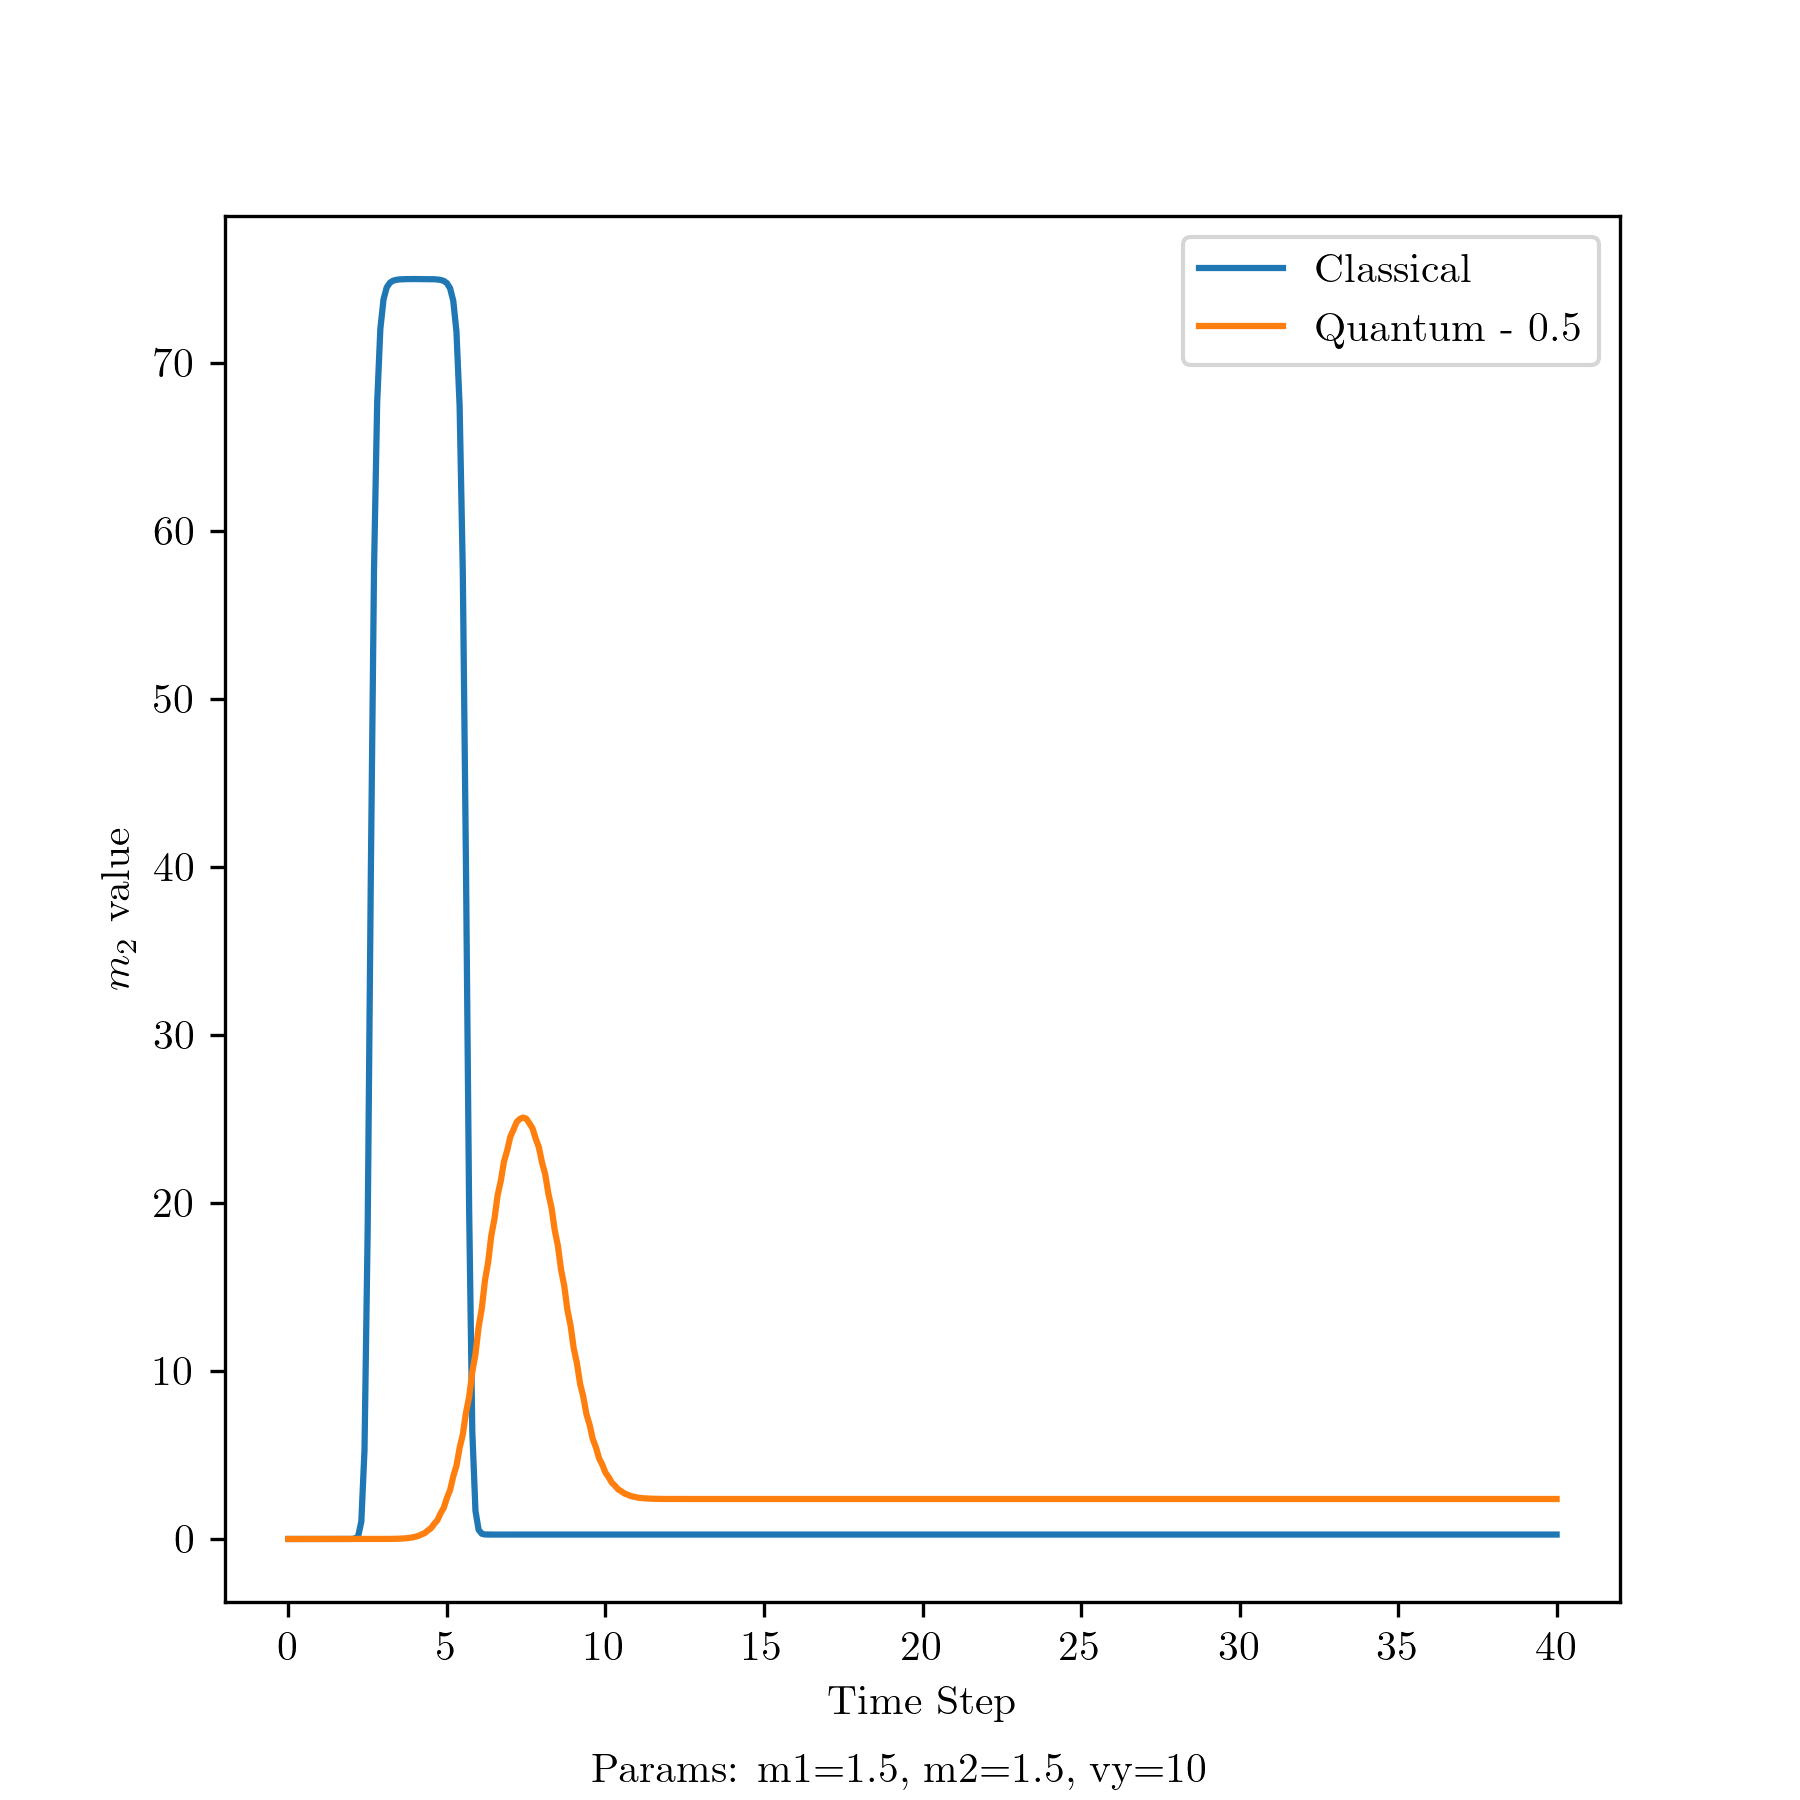 Classical
Quantum - 0.5
70
60
50
40
30
20
10
0
m₂ value
0 5 10 15 20 25 30 35 40
Time Step
Params: m1=1.5, m2=1.5, vy=10